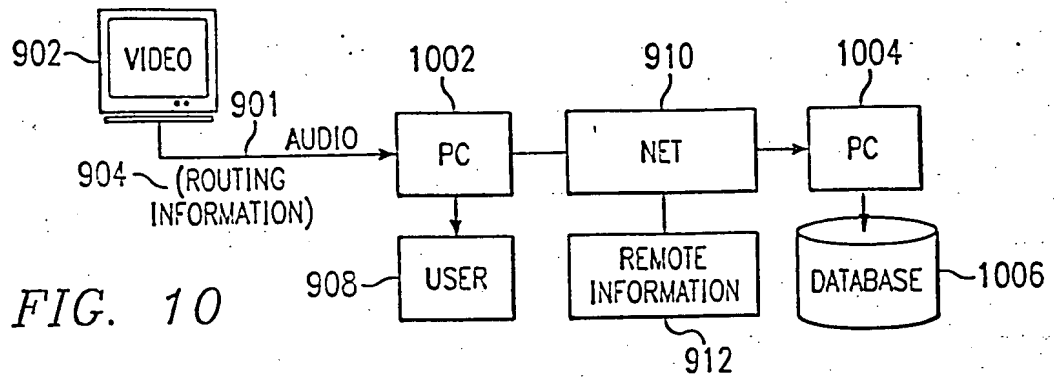 902
VIDEO
901
AUDIO
904
(ROUTING
INFORMATION)
1002
PC
910
NET
1004
PC
908
USER
REMOTE
INFORMATION
912
DATABASE
1006
FIG. 10